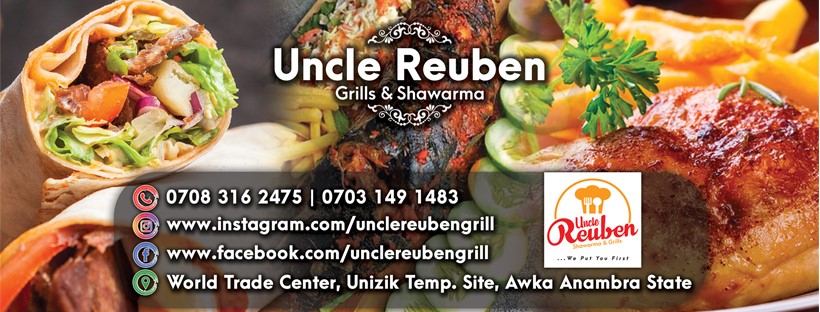 Uncle Reuben
Grills & Shawarma
0708 316 2475 | 0703 149 1483
www.instagram.com/unclereubengrill
www.facebook.com/unclereubengrill
World Trade Center, Unizik Temp. Site, Awka Anambra State
Uncle
Reuben
Shawarma & Grills
...We Put You First